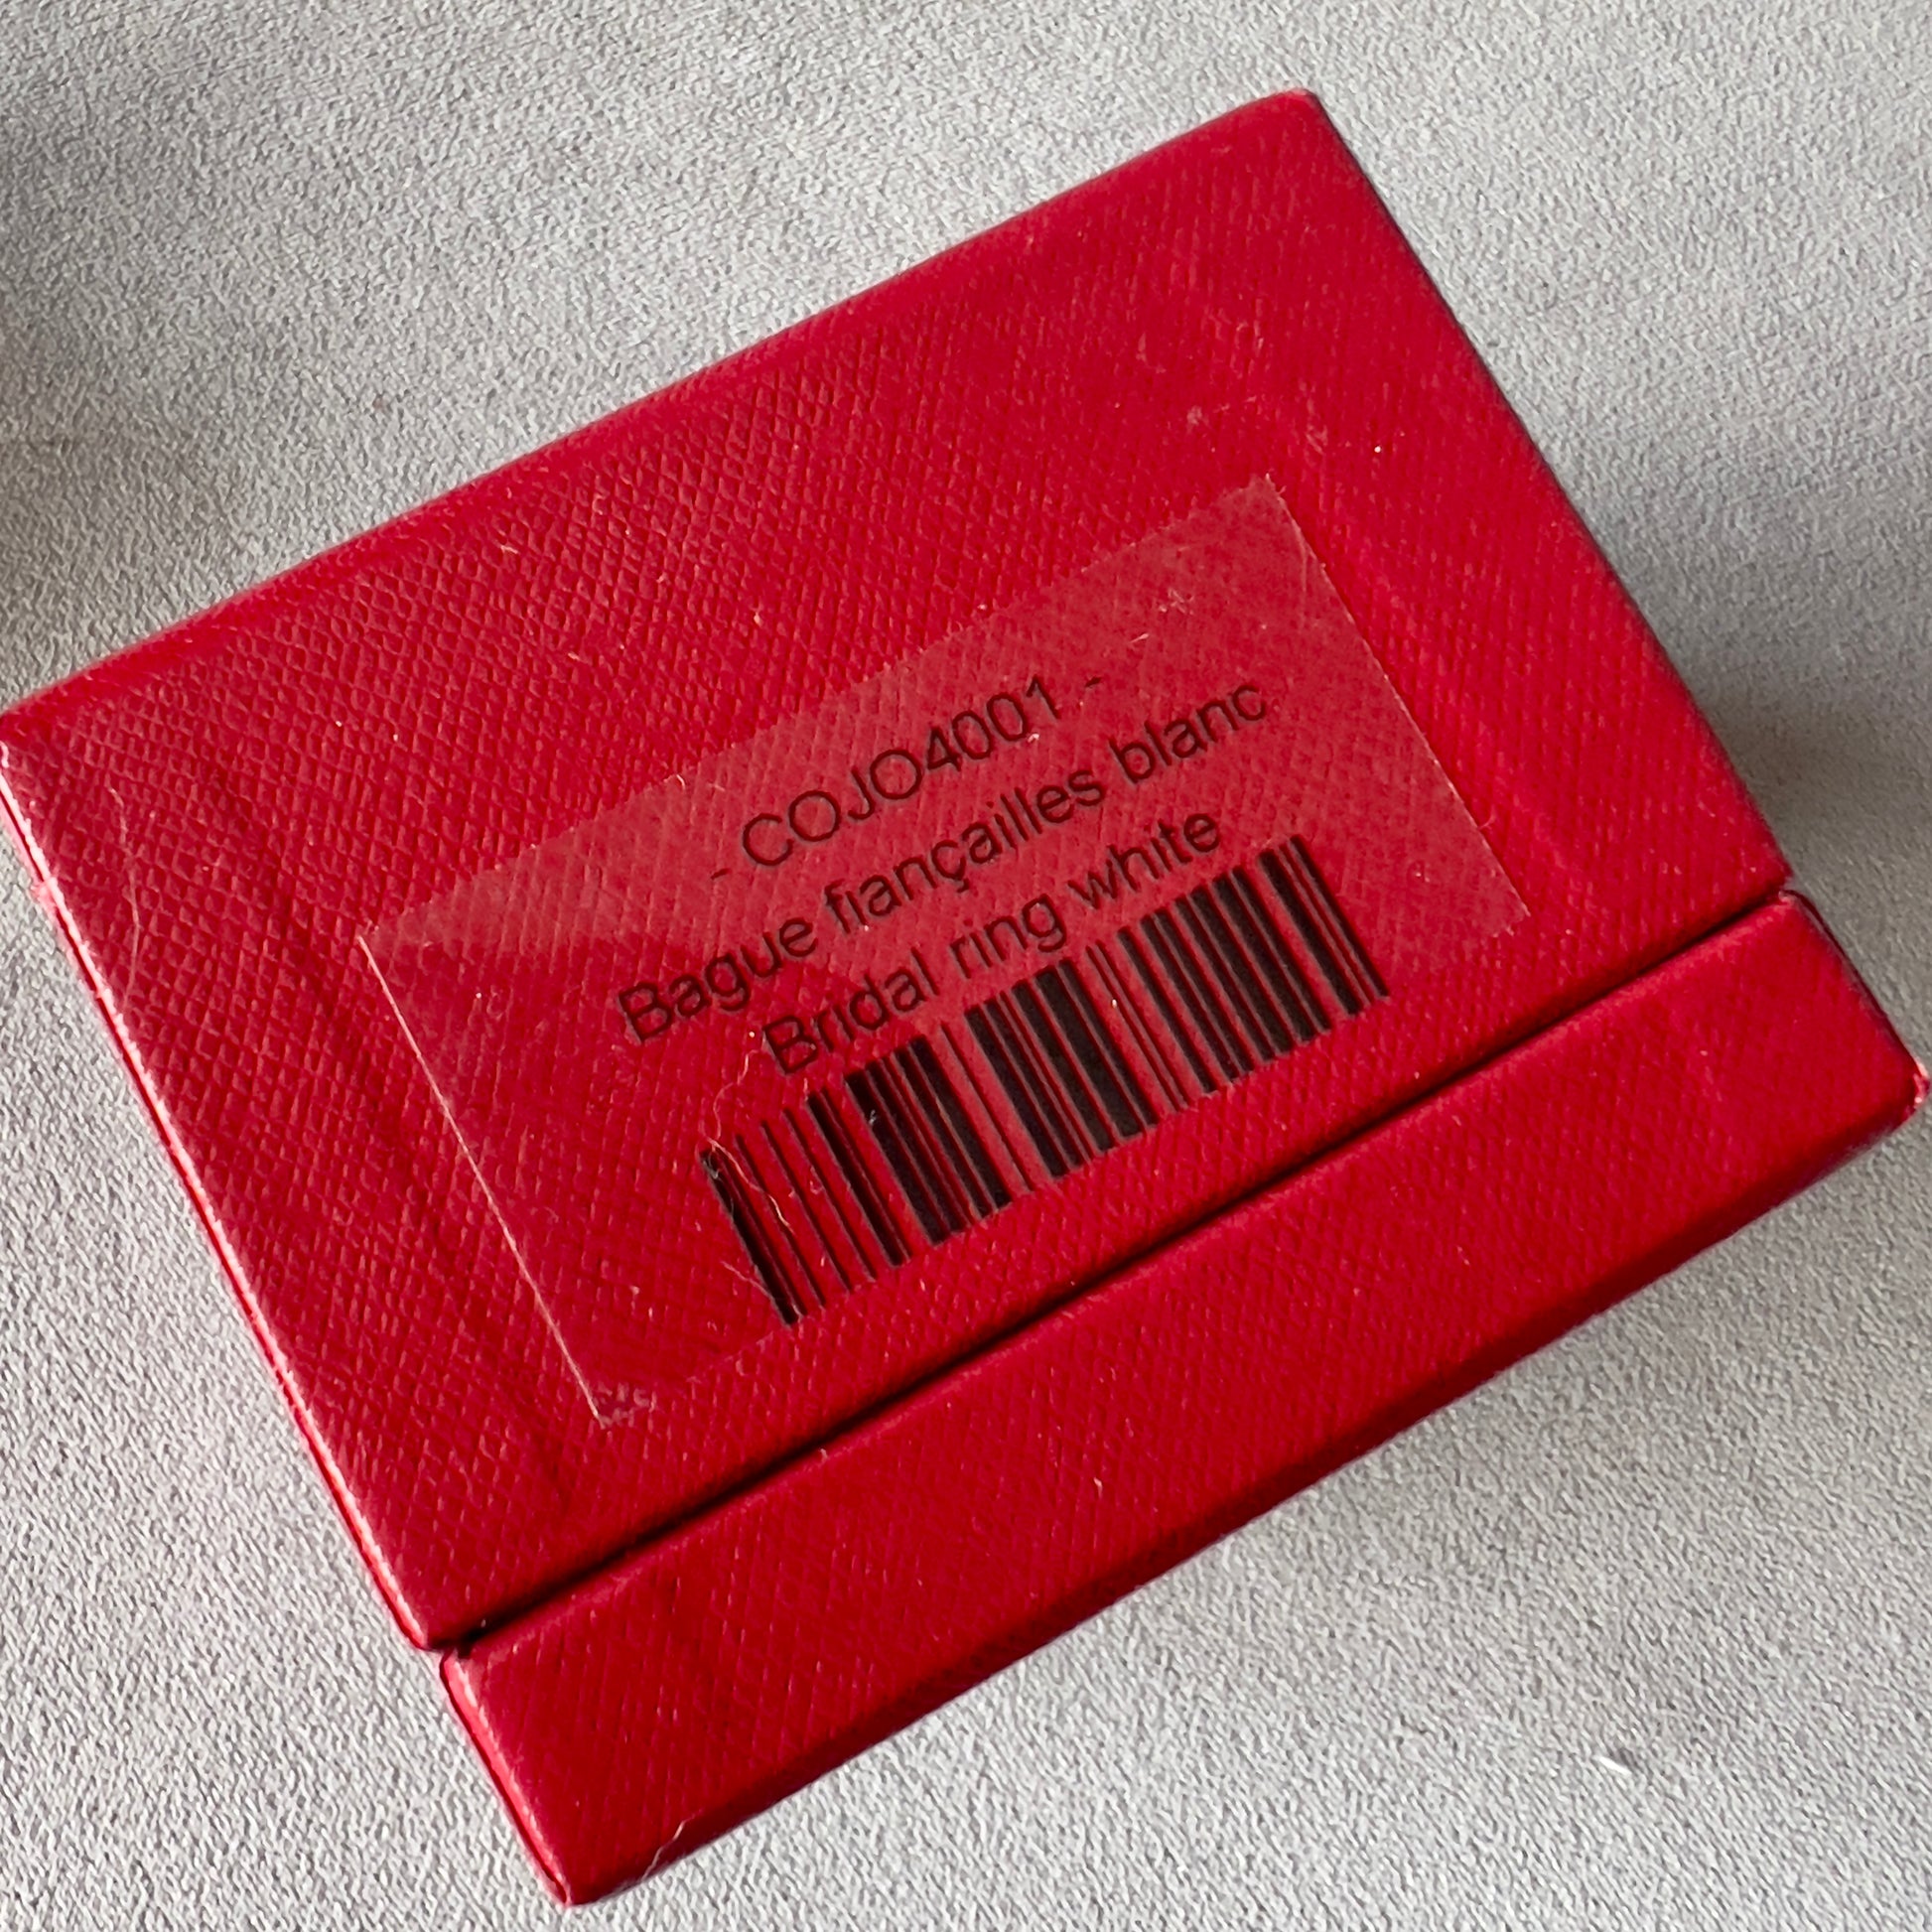 - COJO4001 -
Bague fiançailles blanc
Bridal ring white